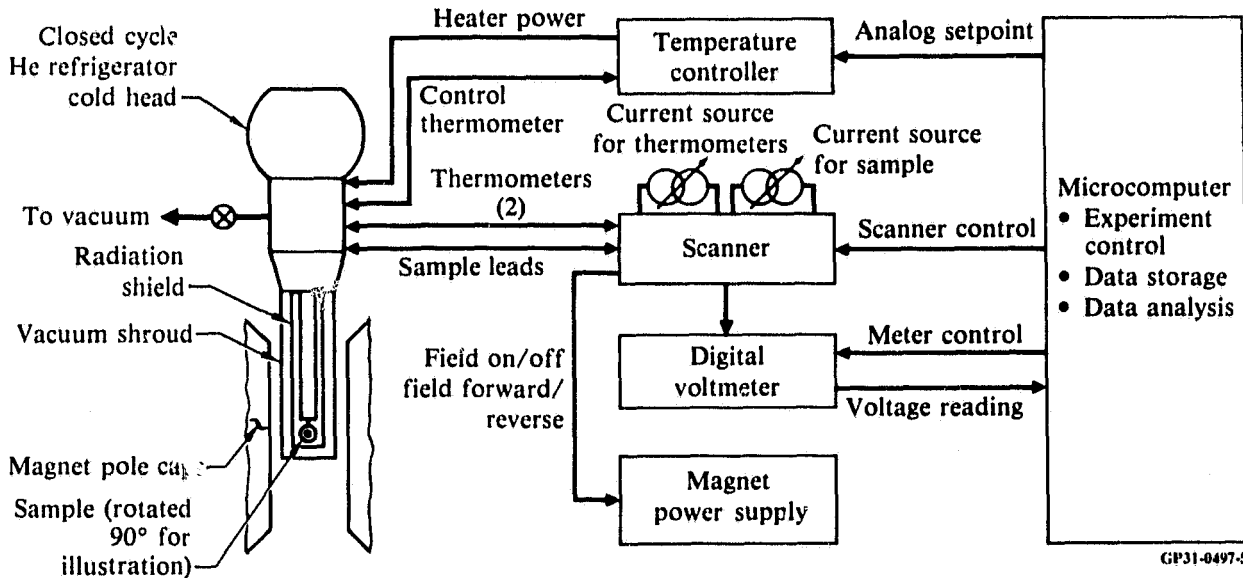 Closed cycle
He refrigerator
cold head
To vacuum
Radiation
shield
Vacuum shroud
Magnet pole caps
Sample (rotated
90° for
illustration)
Heater power
Control
thermometer
Thermometers
(2)
Sample leads
Field on/off
field forward/
reverse
Temperature
controller
Current source
for thermometers
Current source
for sample
Scanner
Digital
voltmeter
Magnet
power supply
Analog setpoint
Scanner control
Meter control
Voltage reading
Microcomputer
• Experiment
control
• Data storage
• Data analysis